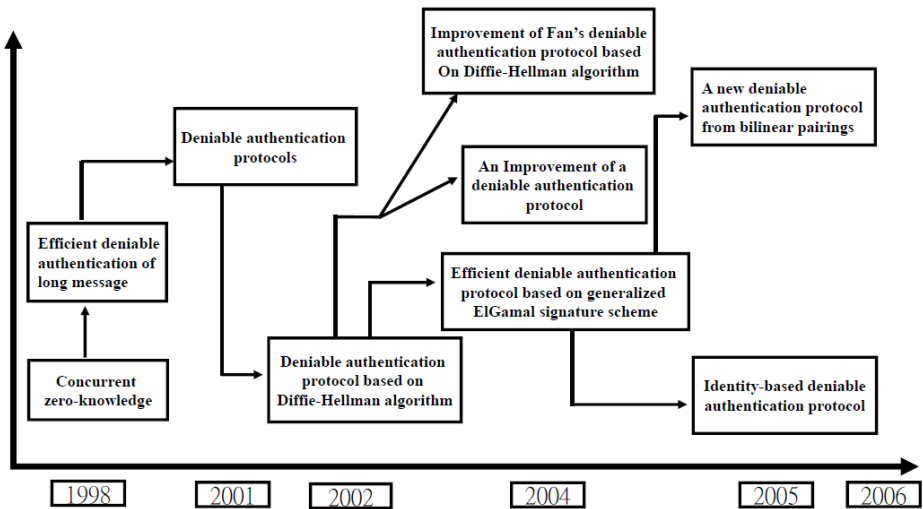 Improvement of Fan's deniable
authentication protocol based
On Diffie-Hellman algorithm
A new deniable
authentication protocol
from bilinear pairings
Deniable authentication
protocols
An Improvement of a
deniable authentication
protocol
Efficient deniable
authentication of
long message
Efficient deniable authentication
protocol based on generalized
ElGamal signature scheme
Concurrent
zero-knowledge
Deniable authentication
protocol based on
Diffie-Hellman algorithm
Identity-based deniable
authentication protocol
1998
2001
2002
2004
2005
2006